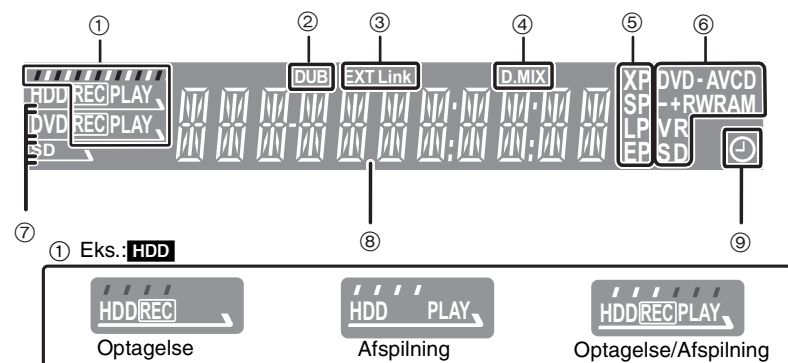 ① ② ③ ④ ⑤ ⑥
DUB EXT Link D.MIX XP DVD-AVCD
HDD REC PLAY SP -+RWRAM
DVD REC PLAY LP VR
SD EP SD
⑦ ⑧ ⑨
① Eks.: HDD
HDD REC HDD PLAY HDD REC PLAY
Optagelse Afspilning Optagelse/Afspilning